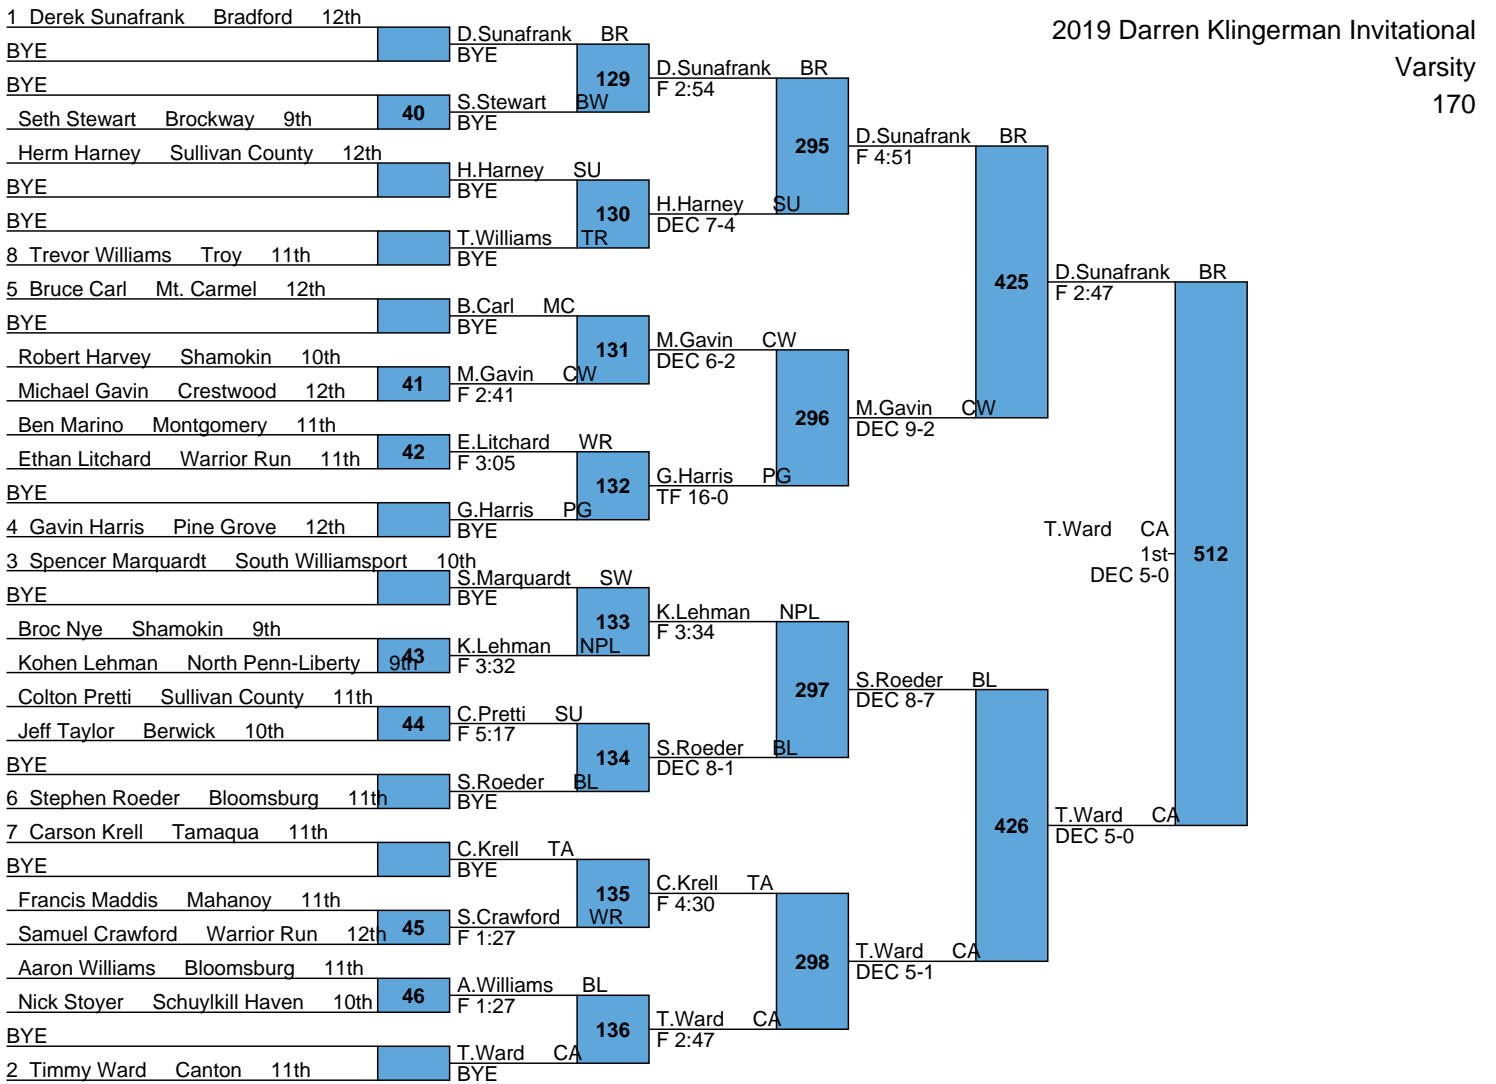 2019 Darren Klingerman Invitational
Varsity
170
1 Derek Sunafrank Bradford 12th
BYE
BYE
Seth Stewart Brockway 9th
Herm Harney Sullivan County 12th
BYE
BYE
8 Trevor Williams Troy 11th
5 Bruce Carl Mt. Carmel 12th
BYE
Robert Harvey Shamokin 10th
Michael Gavin Crestwood 12th
Ben Marino Montgomery 11th
Ethan Litchard Warrior Run 11th
BYE
4 Gavin Harris Pine Grove 12th
3 Spencer Marquardt South Williamsport 10th
BYE
Broc Nye Shamokin 9th
Kohen Lehman North Penn-Liberty 9th
Colton Pretti Sullivan County 11th
Jeff Taylor Berwick 10th
BYE
6 Stephen Roeder Bloomsburg 11th
7 Carson Krell Tamaqua 11th
BYE
Francis Maddis Mahanoy 11th
Samuel Crawford Warrior Run 12th
Aaron Williams Bloomsburg 11th
Nick Stoyer Schuylkill Haven 10th
BYE
2 Timmy Ward Canton 11th
40
41
42
43
44
45
46
D.Sunafrank BR
BYE
S.Stewart BW
BYE
H.Harney SU
BYE
T.Williams TR
BYE
B.Carl MC
BYE
M.Gavin CW
F 2:41
E.Litchard WR
F 3:05
G.Harris PG
BYE
S.Marquardt SW
BYE
K.Lehman NPL
F 3:32
C.Pretti SU
F 5:17
S.Roeder BL
BYE
C.Krell TA
BYE
S.Crawford WR
F 1:27
A.Williams BL
F 1:27
T.Ward CA
BYE
129
130
131
132
133
134
135
136
D.Sunafrank BR
F 2:54
H.Harney SU
DEC 7-4
M.Gavin CW
DEC 6-2
G.Harris PG
TF 16-0
K.Lehman NPL
F 3:34
S.Roeder BL
DEC 8-1
C.Krell TA
F 4:30
T.Ward CA
F 2:47
295
296
297
298
D.Sunafrank BR
F 4:51
M.Gavin CW
DEC 9-2
S.Roeder BL
DEC 8-7
T.Ward CA
DEC 5-1
425
426
D.Sunafrank BR
F 2:47
T.Ward CA
DEC 5-0
512
T.Ward CA
1st
DEC 5-0